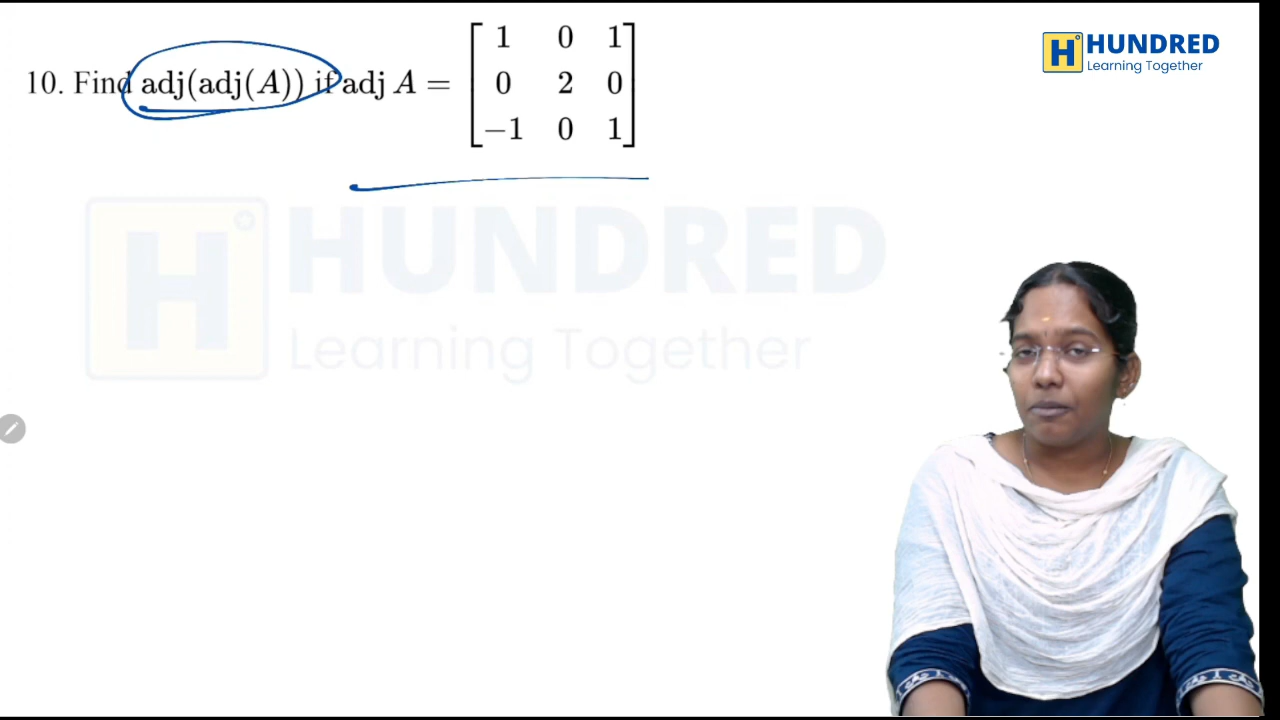 HUNDRED
Learning Together
10. Find adj(adj(A)) if adj A = [1 0 1
0 2 0
−1 0 1]
H HUNDRED
Learning Together